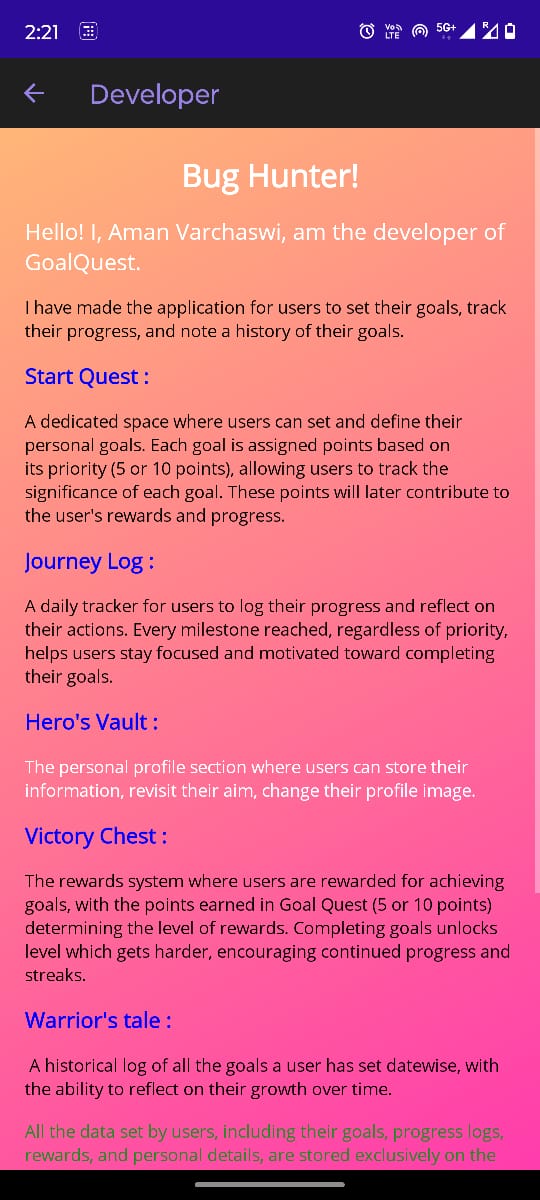 2:21
Vo))
LTE
5G+
R
Developer
Bug Hunter!
Hello! I, Aman Varchaswi, am the developer of
GoalQuest.
I have made the application for users to set their goals, track
their progress, and note a history of their goals.
Start Quest :
A dedicated space where users can set and define their
personal goals. Each goal is assigned points based on
its priority (5 or 10 points), allowing users to track the
significance of each goal. These points will later contribute to
the user's rewards and progress.
Journey Log :
A daily tracker for users to log their progress and reflect on
their actions. Every milestone reached, regardless of priority,
helps users stay focused and motivated toward completing
their goals.
Hero's Vault :
The personal profile section where users can store their
information, revisit their aim, change their profile image.
Victory Chest :
The rewards system where users are rewarded for achieving
goals, with the points earned in Goal Quest (5 or 10 points)
determining the level of rewards. Completing goals unlocks
level which gets harder, encouraging continued progress and
streaks.
Warrior's tale :
A historical log of all the goals a user has set datewise, with
the ability to reflect on their growth over time.
All the data set by users, including their goals, progress logs,
rewards, and personal details, are stored exclusively on the